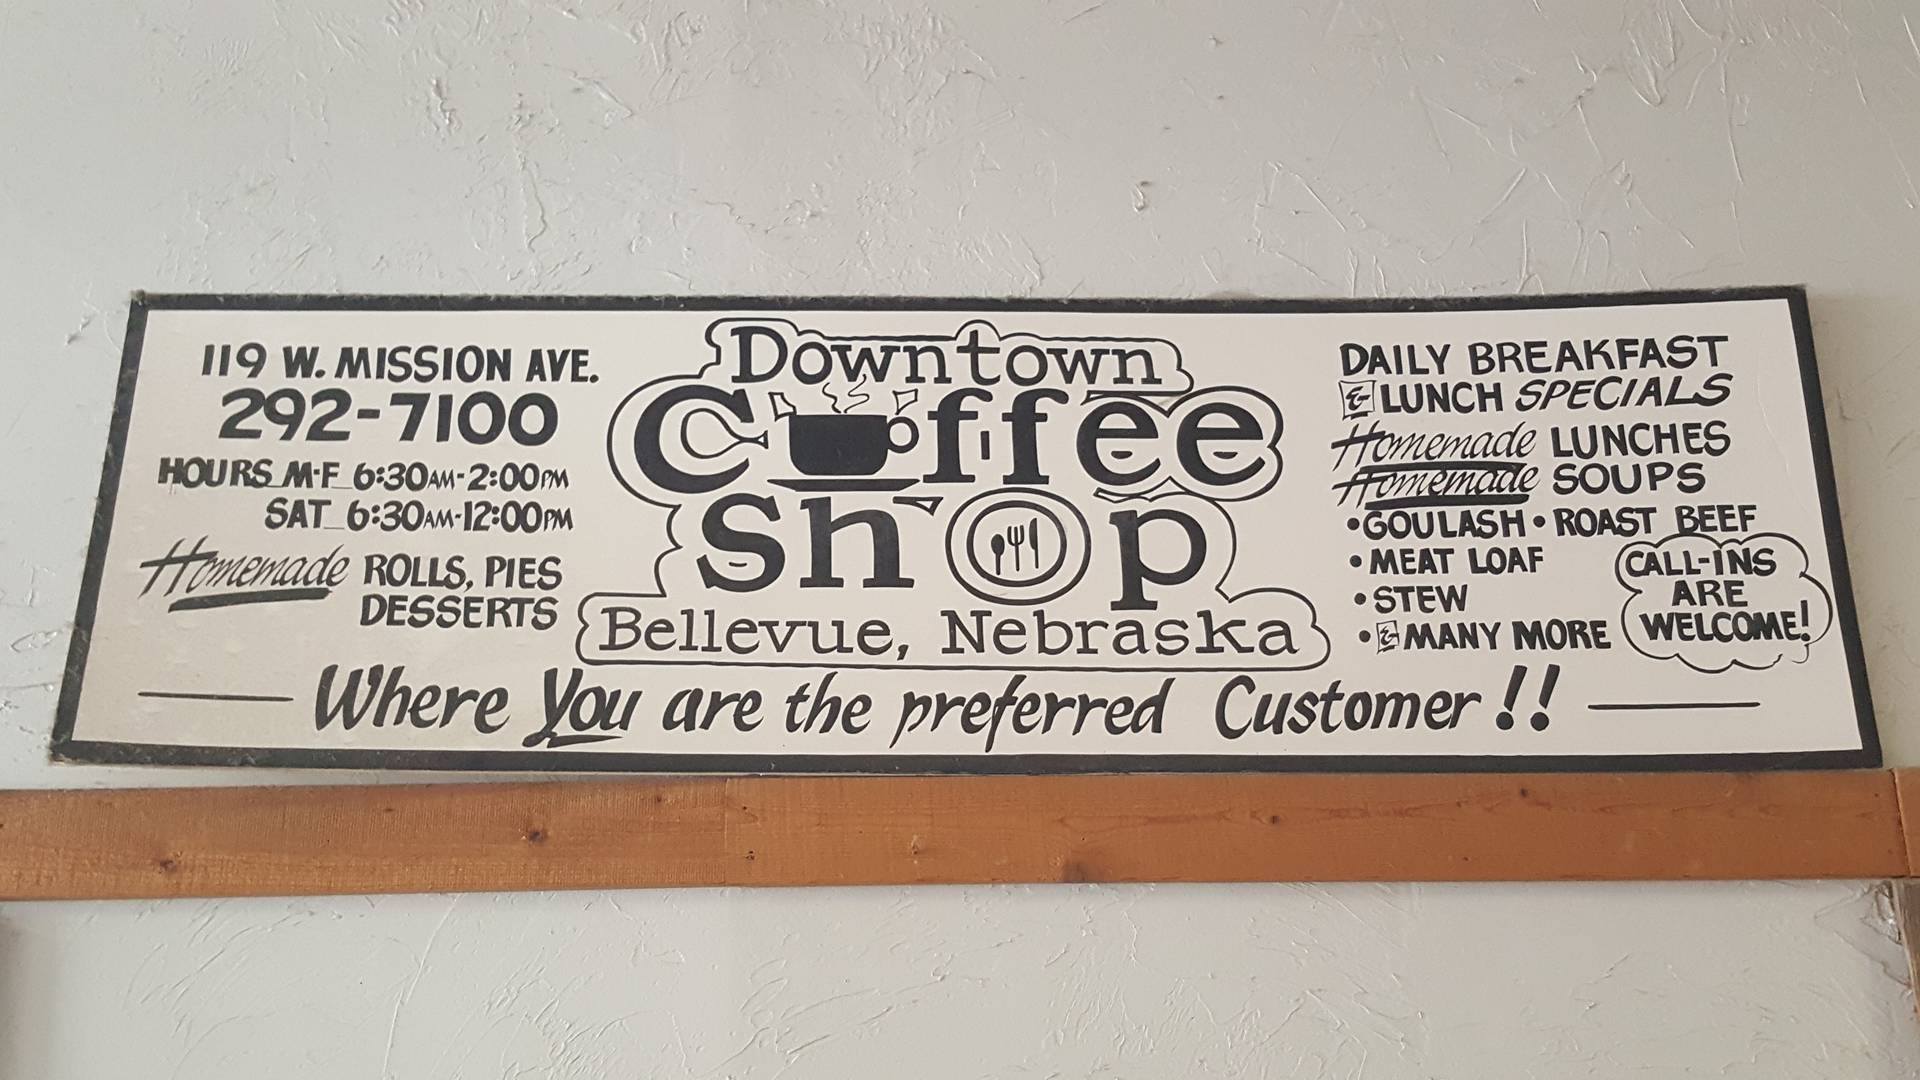 119 W. MISSION AVE.
292-7100
HOURS M-F 6:30AM-2:00PM
SAT 6:30AM-12:00PM
Homemade ROLLS, PIES
DESSERTS
Downtown
Coffee
Shop
Bellevue, Nebraska
DAILY BREAKFAST
& LUNCH SPECIALS
Homemade LUNCHES
Homemade SOUPS
• GOULASH • ROAST BEEF
• MEAT LOAF
• STEW
• & MANY MORE
CALL-INS
ARE
WELCOME!
Where You are the preferred Customer!!